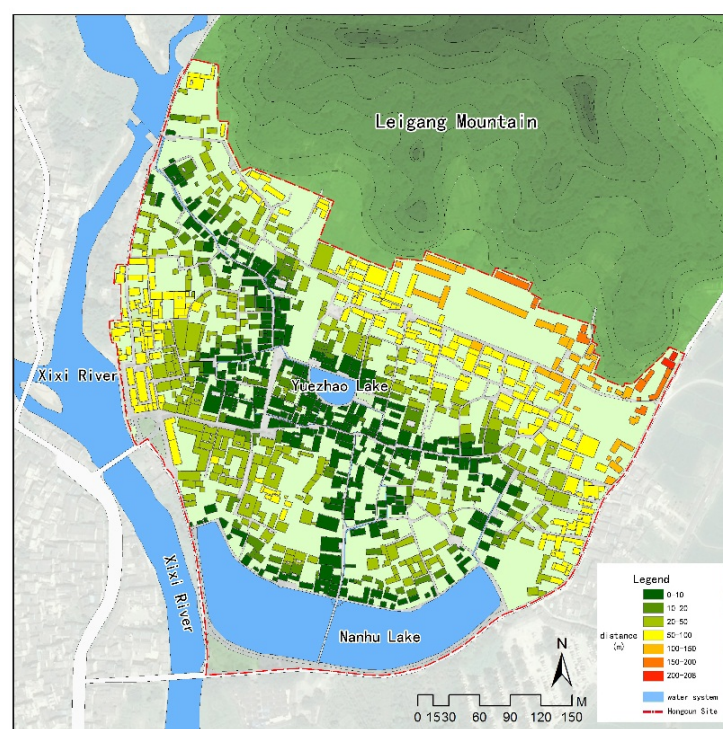 Leigang Mountain
Xixi River
Yuezhao Lake
Xixi River
Nanhu Lake
N
M
0 15 30 60 90 120 150
Legend
distance
(m)
0-10
10-20
20-50
50-100
100-150
150-200
200-206
water system
Hongcun Site